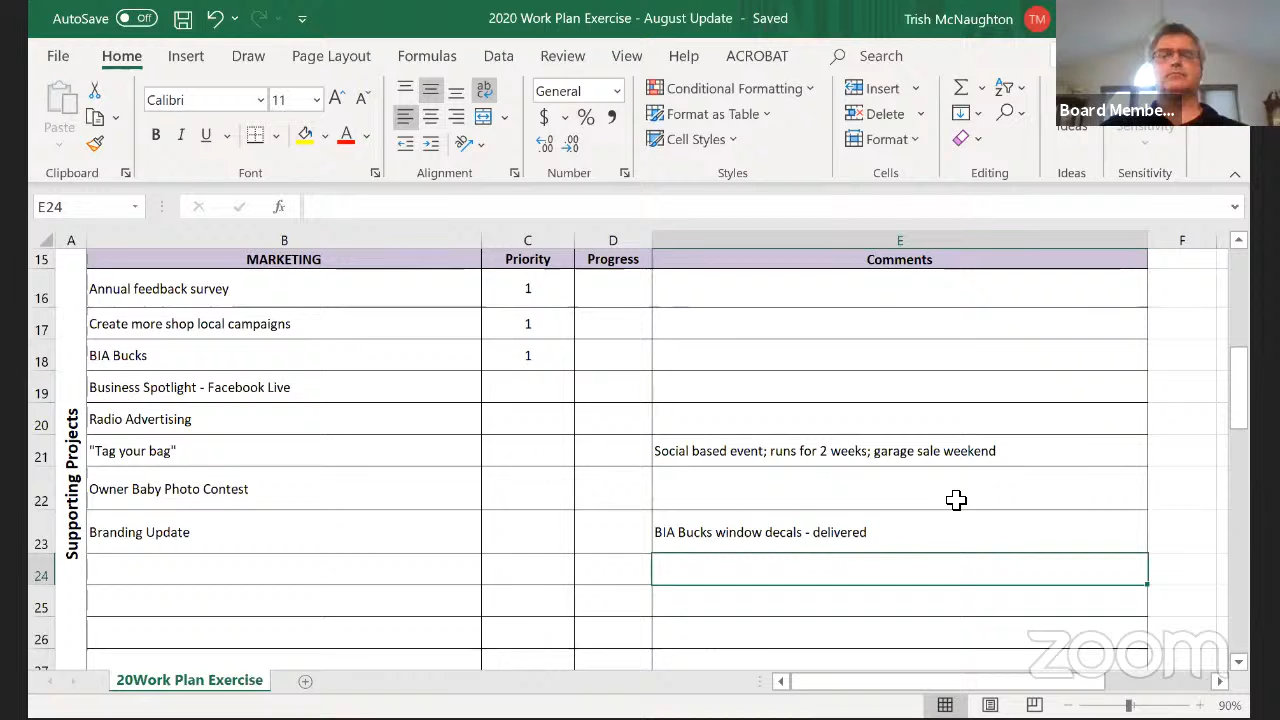 AutoSave Off 2020 Work Plan Exercise - August Update - Saved Trish McNaughton TM
File Home Insert Draw Page Layout Formulas Data Review View Help ACROBAT Search
Board Membe...
Paste
Calibri 11
B I U
ab
General
$ % ,
Conditional Formatting
Format as Table
Cell Styles
Insert
Delete
Format
Ideas
Sensitivity
Clipboard Font Alignment Number Styles Cells Editing Ideas Sensitivity
E24 fx
A B C D E F
15 MARKETING Priority Progress Comments
16 Annual feedback survey 1
17 Create more shop local campaigns 1
18 BIA Bucks 1
19 Business Spotlight - Facebook Live
20 Radio Advertising
21 "Tag your bag" Social based event; runs for 2 weeks; garage sale weekend
22 Owner Baby Photo Contest
23 Branding Update BIA Bucks window decals - delivered
24
25
26
27
Supporting Projects
zoom
20Work Plan Exercise
90%